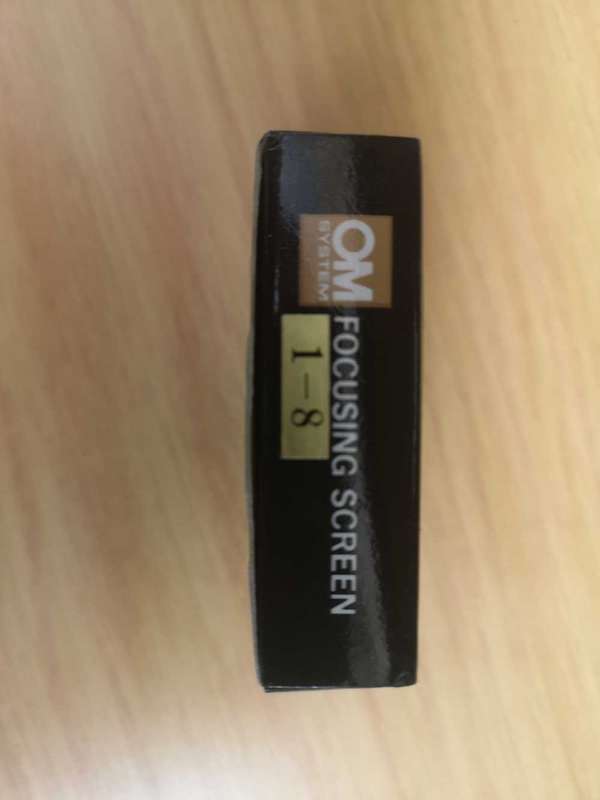 OM
SYSTEM
FOCUSING SCREEN
1-8